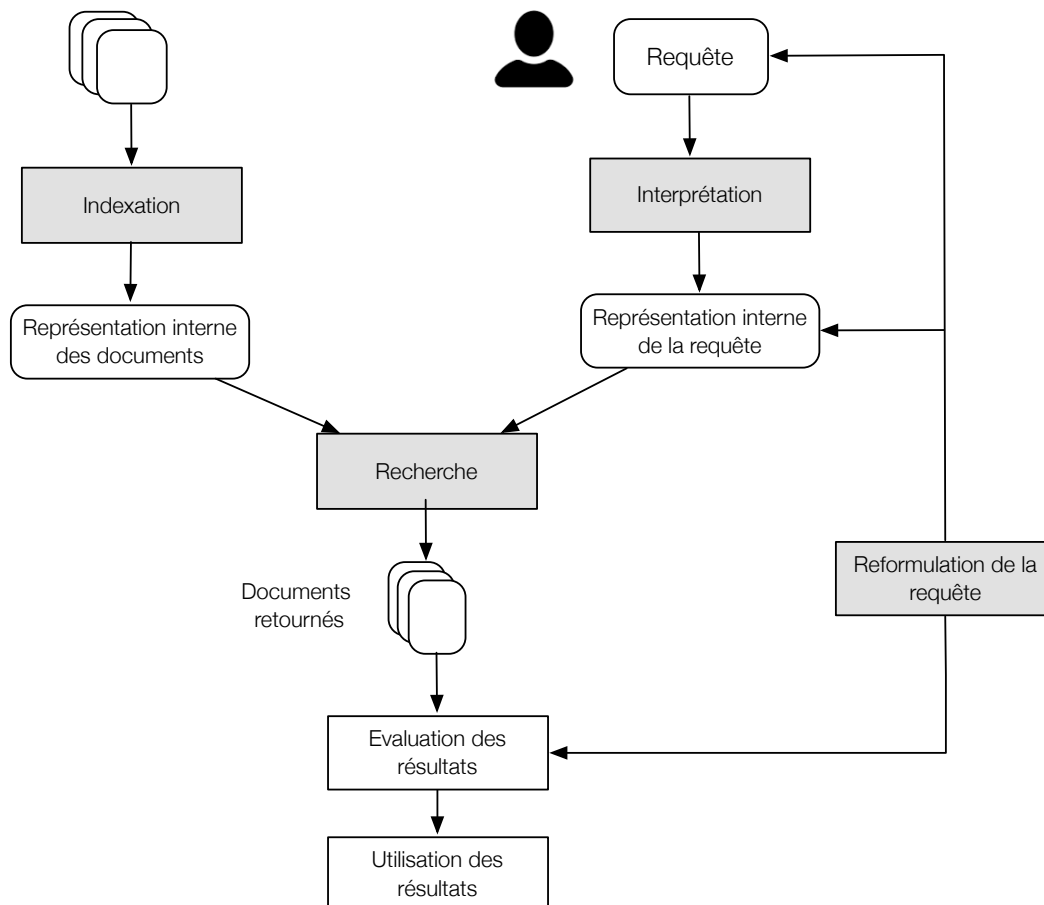 Requête
Indexation
Interprétation
Représentation interne
des documents
Représentation interne
de la requête
Recherche
Reformulation de la
requête
Documents
retournés
Evaluation des
résultats
Utilisation des
résultats